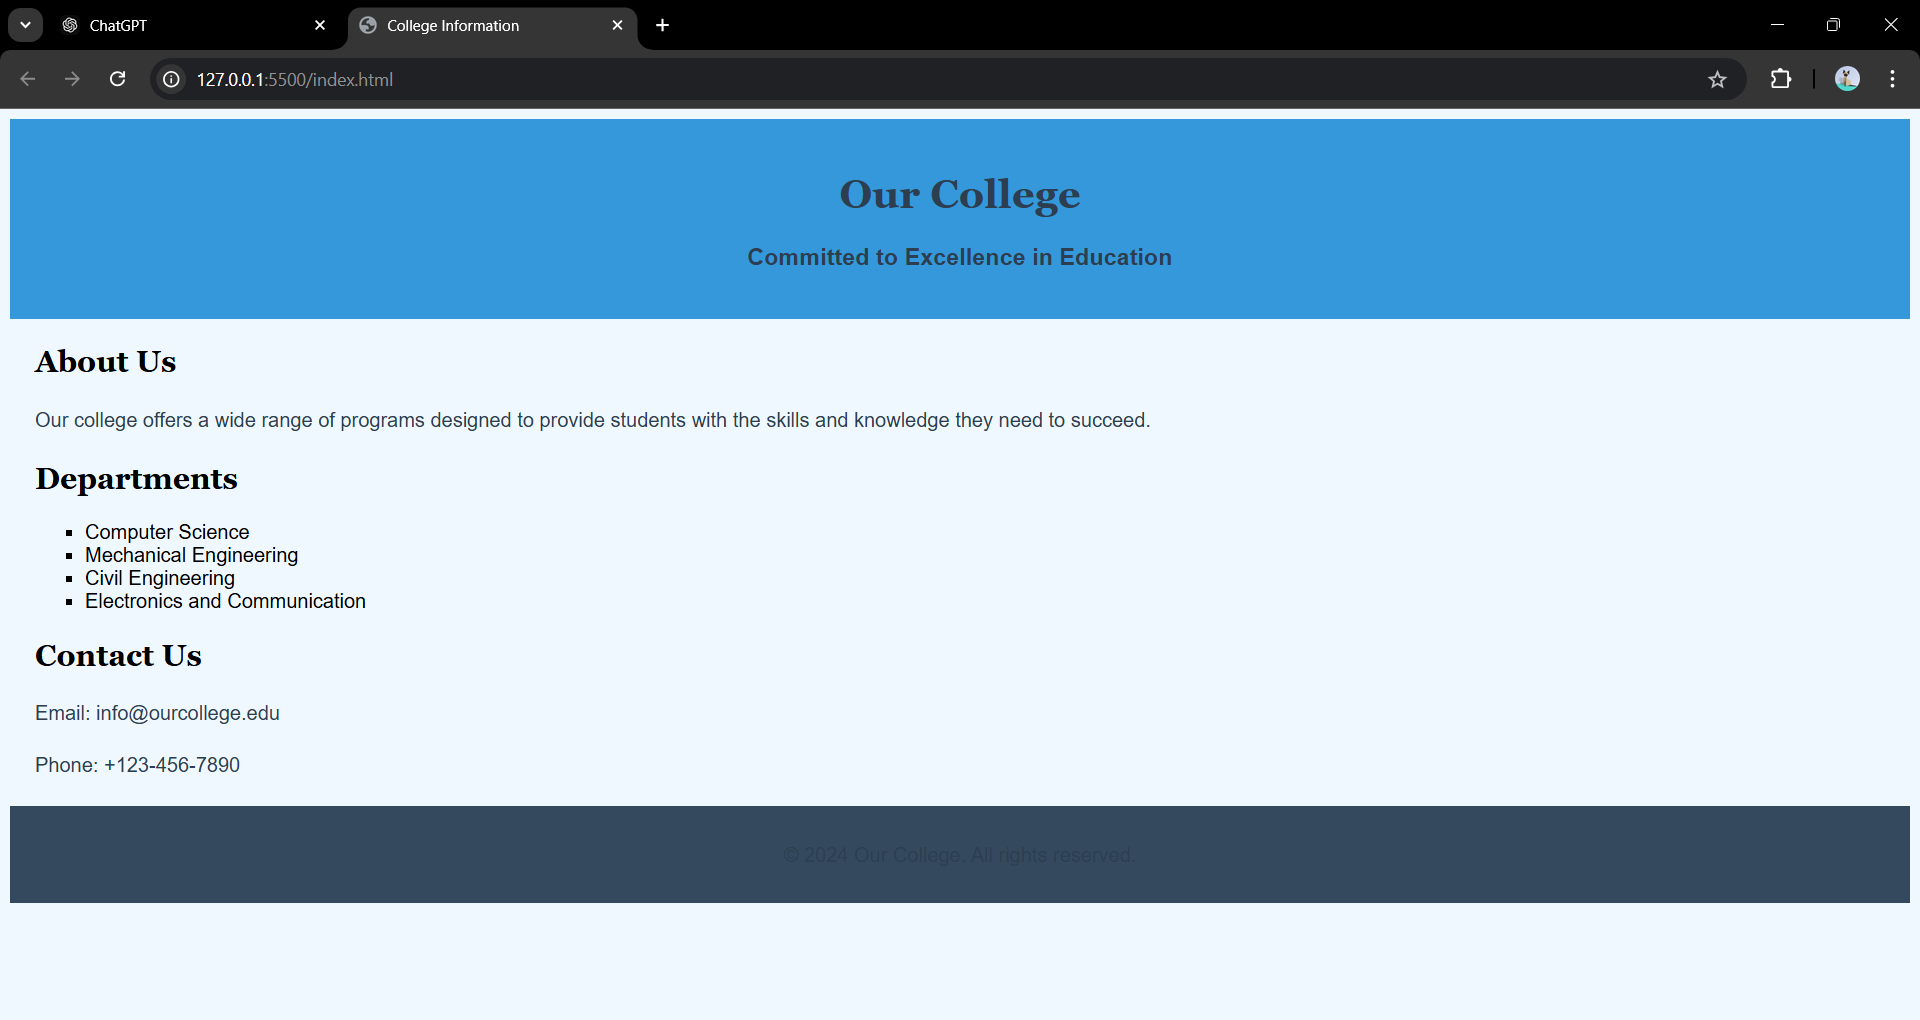 ChatGPT
College Information
127.0.0.1:5500/index.html
Our College
Committed to Excellence in Education
About Us
Our college offers a wide range of programs designed to provide students with the skills and knowledge they need to succeed.
Departments
Computer Science
Mechanical Engineering
Civil Engineering
Electronics and Communication
Contact Us
Email: info@ourcollege.edu
Phone: +123-456-7890
© 2024 Our College. All rights reserved.